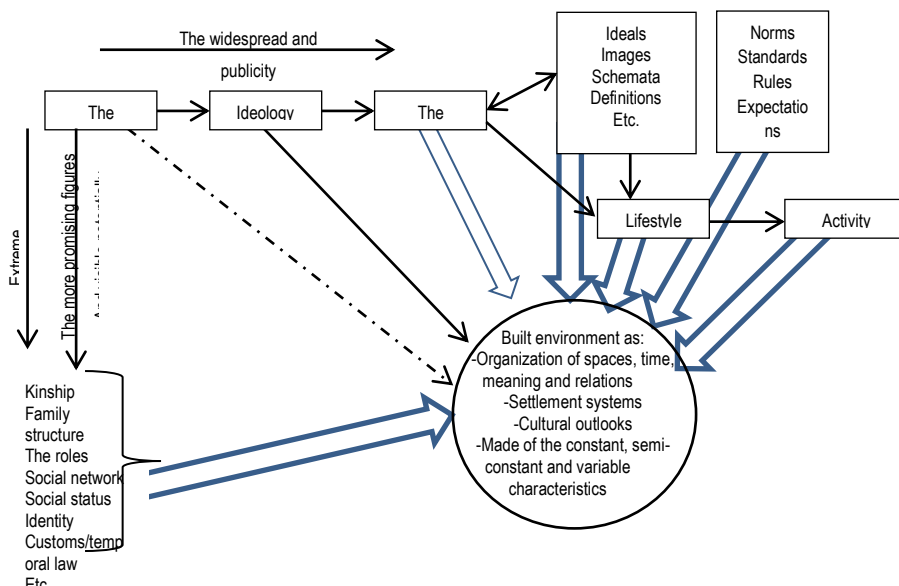 The widespread and
publicity
The
Ideology
The
Ideals
Images
Schemata
Definitions
Etc.
Norms
Standards
Rules
Expectatio
ns
Lifestyle
Activity
Extreme
The more promising figures
Kinship
Family
structure
The roles
Social network
Social status
Identity
Customs/temp
oral law
Etc
Built environment as:
-Organization of spaces, time,
meaning and relations
-Settlement systems
-Cultural outlooks
-Made of the constant, semi-
constant and variable
characteristics